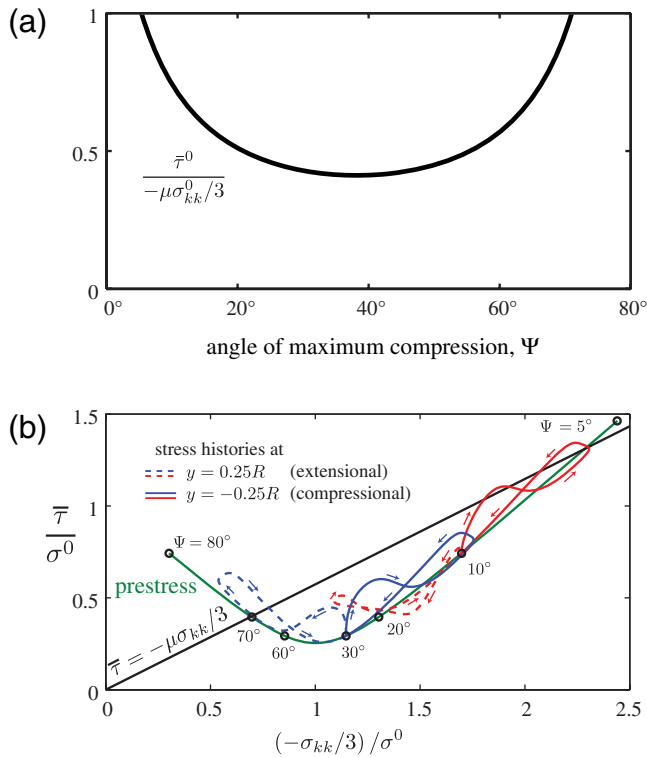 (a)
1
0.5
0
τ̄⁰
−μσ⁰ₖₖ/3
0° 20° 40° 60° 80°
angle of maximum compression, Ψ
(b)
1.5
1
0.5
0
τ̄
σ⁰
stress histories at
y = 0.25R (extensional)
y = −0.25R (compressional)
Ψ = 5°
Ψ = 80°
prestress
10°
20°
70°
60°
30°
τ̄ = −μσₖₖ/3
0 0.5 1 1.5 2 2.5
(−σₖₖ/3) /σ⁰